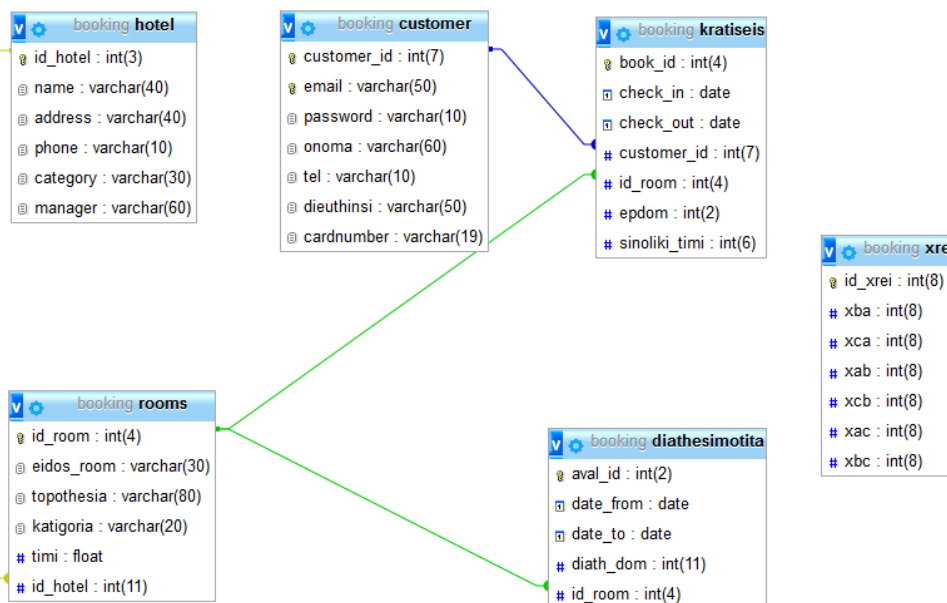 booking hotel
id_hotel : int(3)
name : varchar(40)
address : varchar(40)
phone : varchar(10)
category : varchar(30)
manager : varchar(60)
booking customer
customer_id : int(7)
email : varchar(50)
password : varchar(10)
onoma : varchar(60)
tel : varchar(10)
dieuthinsi : varchar(50)
cardnumber : varchar(19)
booking kratiseis
book_id : int(4)
check_in : date
check_out : date
customer_id : int(7)
id_room : int(4)
epdom : int(2)
sinoliki_timi : int(6)
booking xre
id_xrei : int(8)
xba : int(8)
xca : int(8)
xab : int(8)
xcb : int(8)
xac : int(8)
xbc : int(8)
booking rooms
id_room : int(4)
eidos_room : varchar(30)
topothesia : varchar(80)
katigoria : varchar(20)
timi : float
id_hotel : int(11)
booking diathesimotita
aval_id : int(2)
date_from : date
date_to : date
diath_dom : int(11)
id_room : int(4)